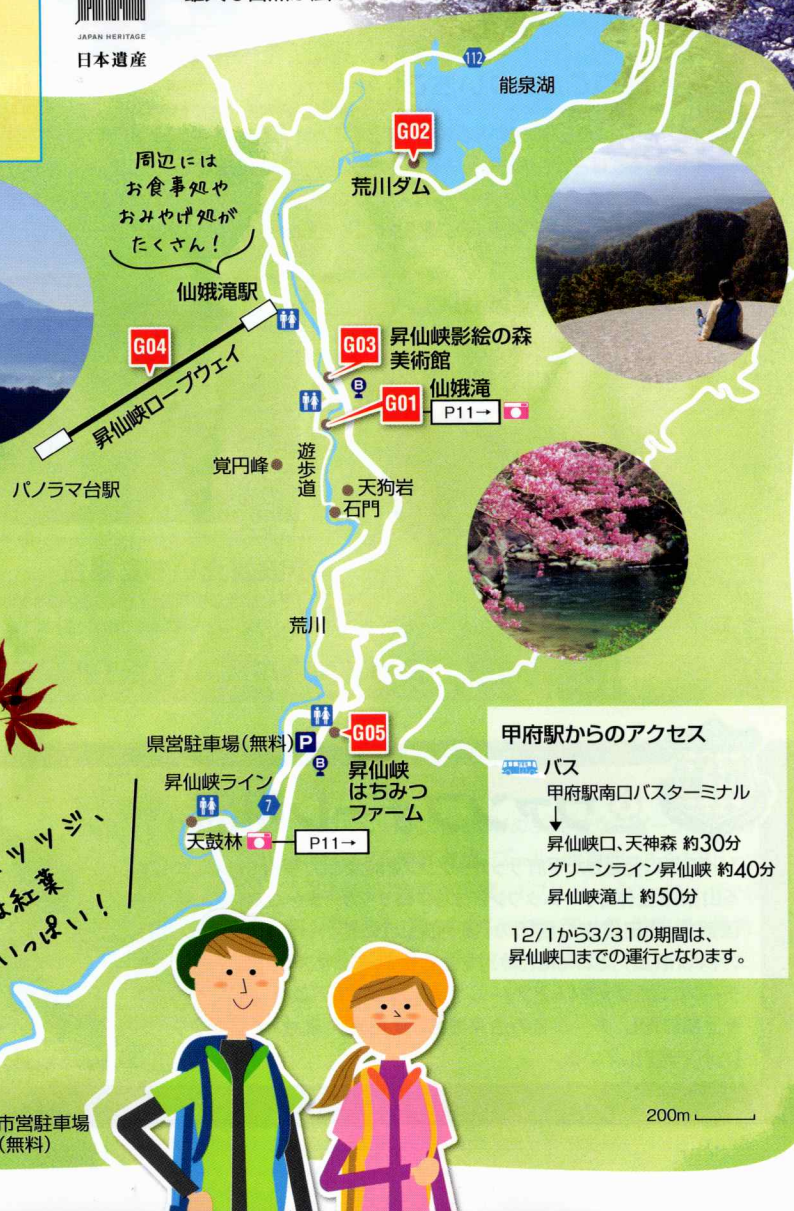 JAPAN HERITAGE
日本遺産
112
能泉湖
G02
荒川ダム
周辺には
お食事処や
おみやげ処が
たくさん！
仙娥滝駅
G04
昇仙峡ロープウェイ
パノラマ台駅
G03
昇仙峡影絵の森
美術館
B
仙娥滝
G01
P11→
覚円峰
遊歩道
天狗岩
石門
荒川
県営駐車場(無料)
P
G05
B
昇仙峡
はちみつ
ファーム
昇仙峡ライン
7
天鼓林
P11→
ツツジ、
は紅葉
いっぱい！
甲府駅からのアクセス
バス
甲府駅南口バスターミナル
↓
昇仙峡口、天神森 約30分
グリーンライン昇仙峡 約40分
昇仙峡滝上 約50分
12/1から3/31の期間は、
昇仙峡口までの運行となります。
市営駐車場
(無料)
200m